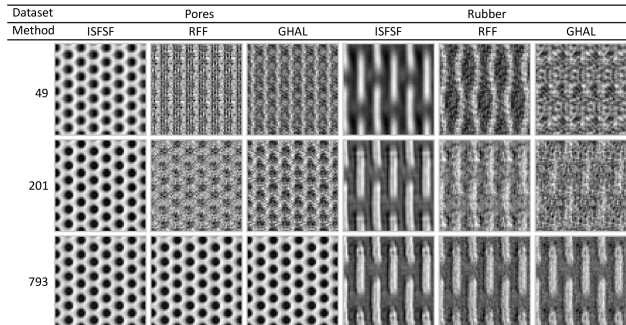 Dataset Pores Rubber
Method ISFSF RFF GHAL ISFSF RFF GHAL
49
201
793